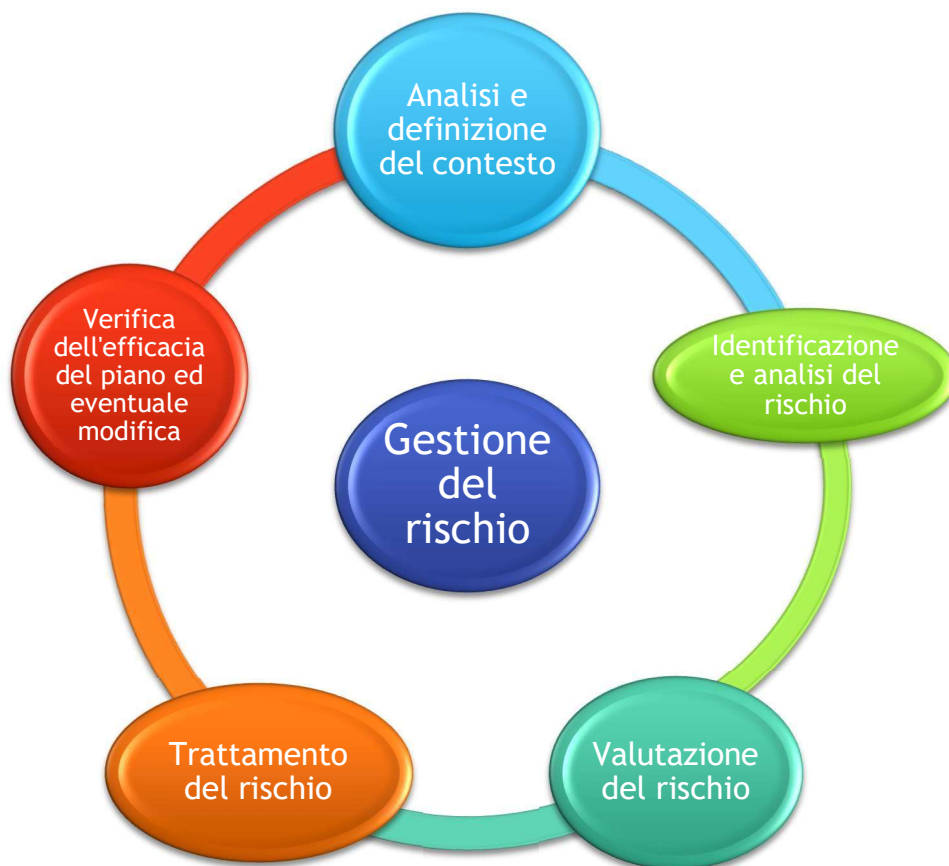 Analisi e
definizione
del contesto
Identificazione
e analisi del
rischio
Valutazione
del rischio
Trattamento
del rischio
Verifica
dell'efficacia
del piano ed
eventuale
modifica
Gestione
del
rischio